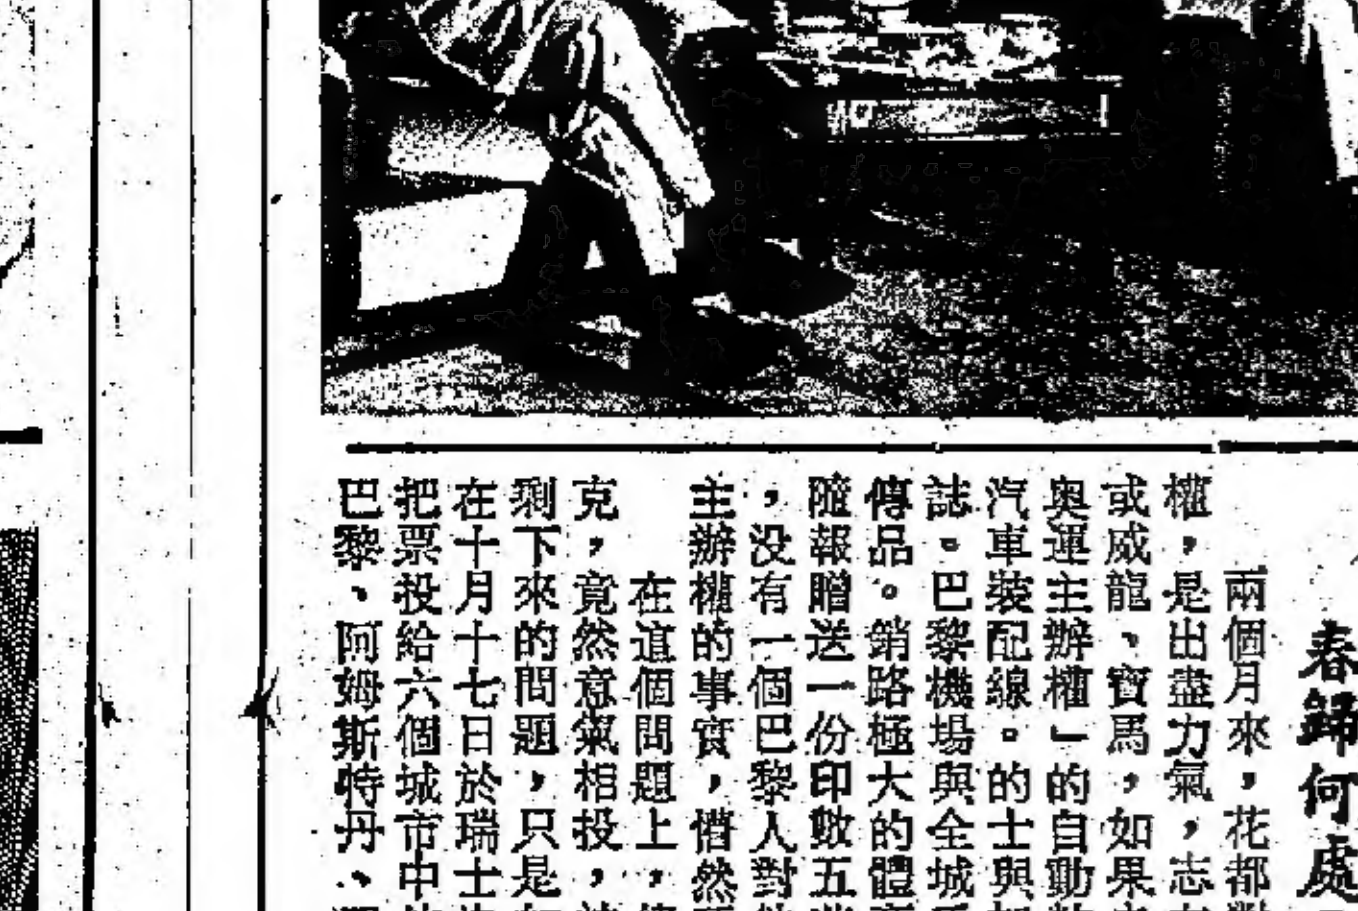 春歸何處
兩個月來，花都
權，是出盡力氣，志
或威龍、寶馬，如果
奧運主辦權」的自動
汽車裝配線。的士與
誌。巴黎機場與全城
傳品。銷路極大的體
隨報贈送一份印數五
，没有一個巴黎人對
主辦權的事實，懵然
在這個問題上，
克，竟然意氣相投，
剩下來的問題，只是
在十月十七日於瑞士
把票投給六個城市中
巴黎、阿姆斯特丹、